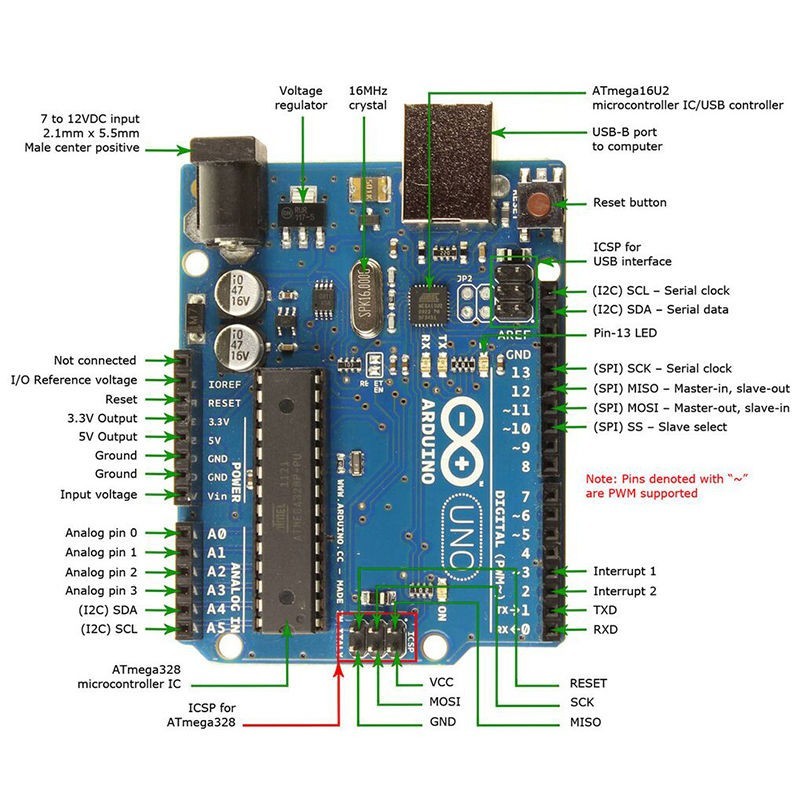 Voltage
regulator
16MHz
crystal
ATmega16U2
microcontroller IC/USB controller
7 to 12VDC input
2.1mm x 5.5mm
Male center positive
USB-B port
to computer
Reset button
RESET
ICSP for
USB interface
(I2C) SCL – Serial clock
(I2C) SDA – Serial data
Pin-13 LED
(SPI) SCK – Serial clock
(SPI) MISO – Master-in, slave-out
(SPI) MOSI – Master-out, slave-in
(SPI) SS – Slave select
Note: Pins denoted with “~”
are PWM supported
Interrupt 1
Interrupt 2
TXD
RXD
Not connected
I/O Reference voltage
Reset
3.3V Output
5V Output
Ground
Ground
Input voltage
Analog pin 0
Analog pin 1
Analog pin 2
Analog pin 3
(I2C) SDA
(I2C) SCL
ATmega328
microcontroller IC
ICSP for
ATmega328
VCC
MOSI
GND
RESET
SCK
MISO
47
16V
47
16V
SPK16.000G
JP2
RX
TX
AREF
GND
13
12
~11
~10
~9
8
7
~6
~5
4
~3
2
TX→1
RX←0
DIGITAL (PWM~)
IOREF
RESET
3.3V
5V
GND
GND
Vin
POWER
A0
A1
A2
A3
A4
A5
ANALOG IN
ATMEGA328P-PU
1121
ARDUINO
UNO
WWW.ARDUINO.CC - MADE
ON
ICSP